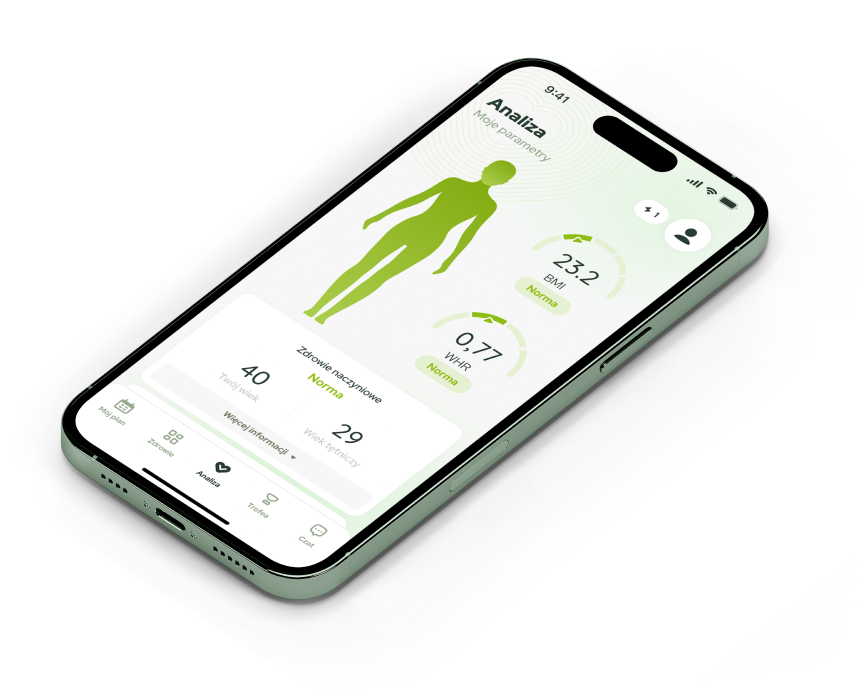 9:41
Analiza
Moje parametry
1
23.2
BMI
Norma
0,77
WHR
Norma
Zdrowie naczyniowe
Norma
40
Twój wiek
29
Wiek tętniczy
Więcej informacji
Mój plan
Zdrowie
Analiza
Trofea
Czat